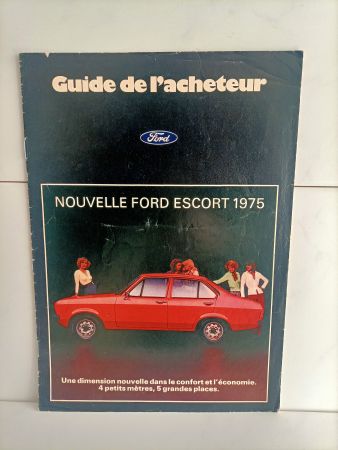 Guide de l'acheteur
Ford
NOUVELLE FORD ESCORT 1975
Une dimension nouvelle dans le confort et l'économie.
4 petits mètres, 5 grandes places.